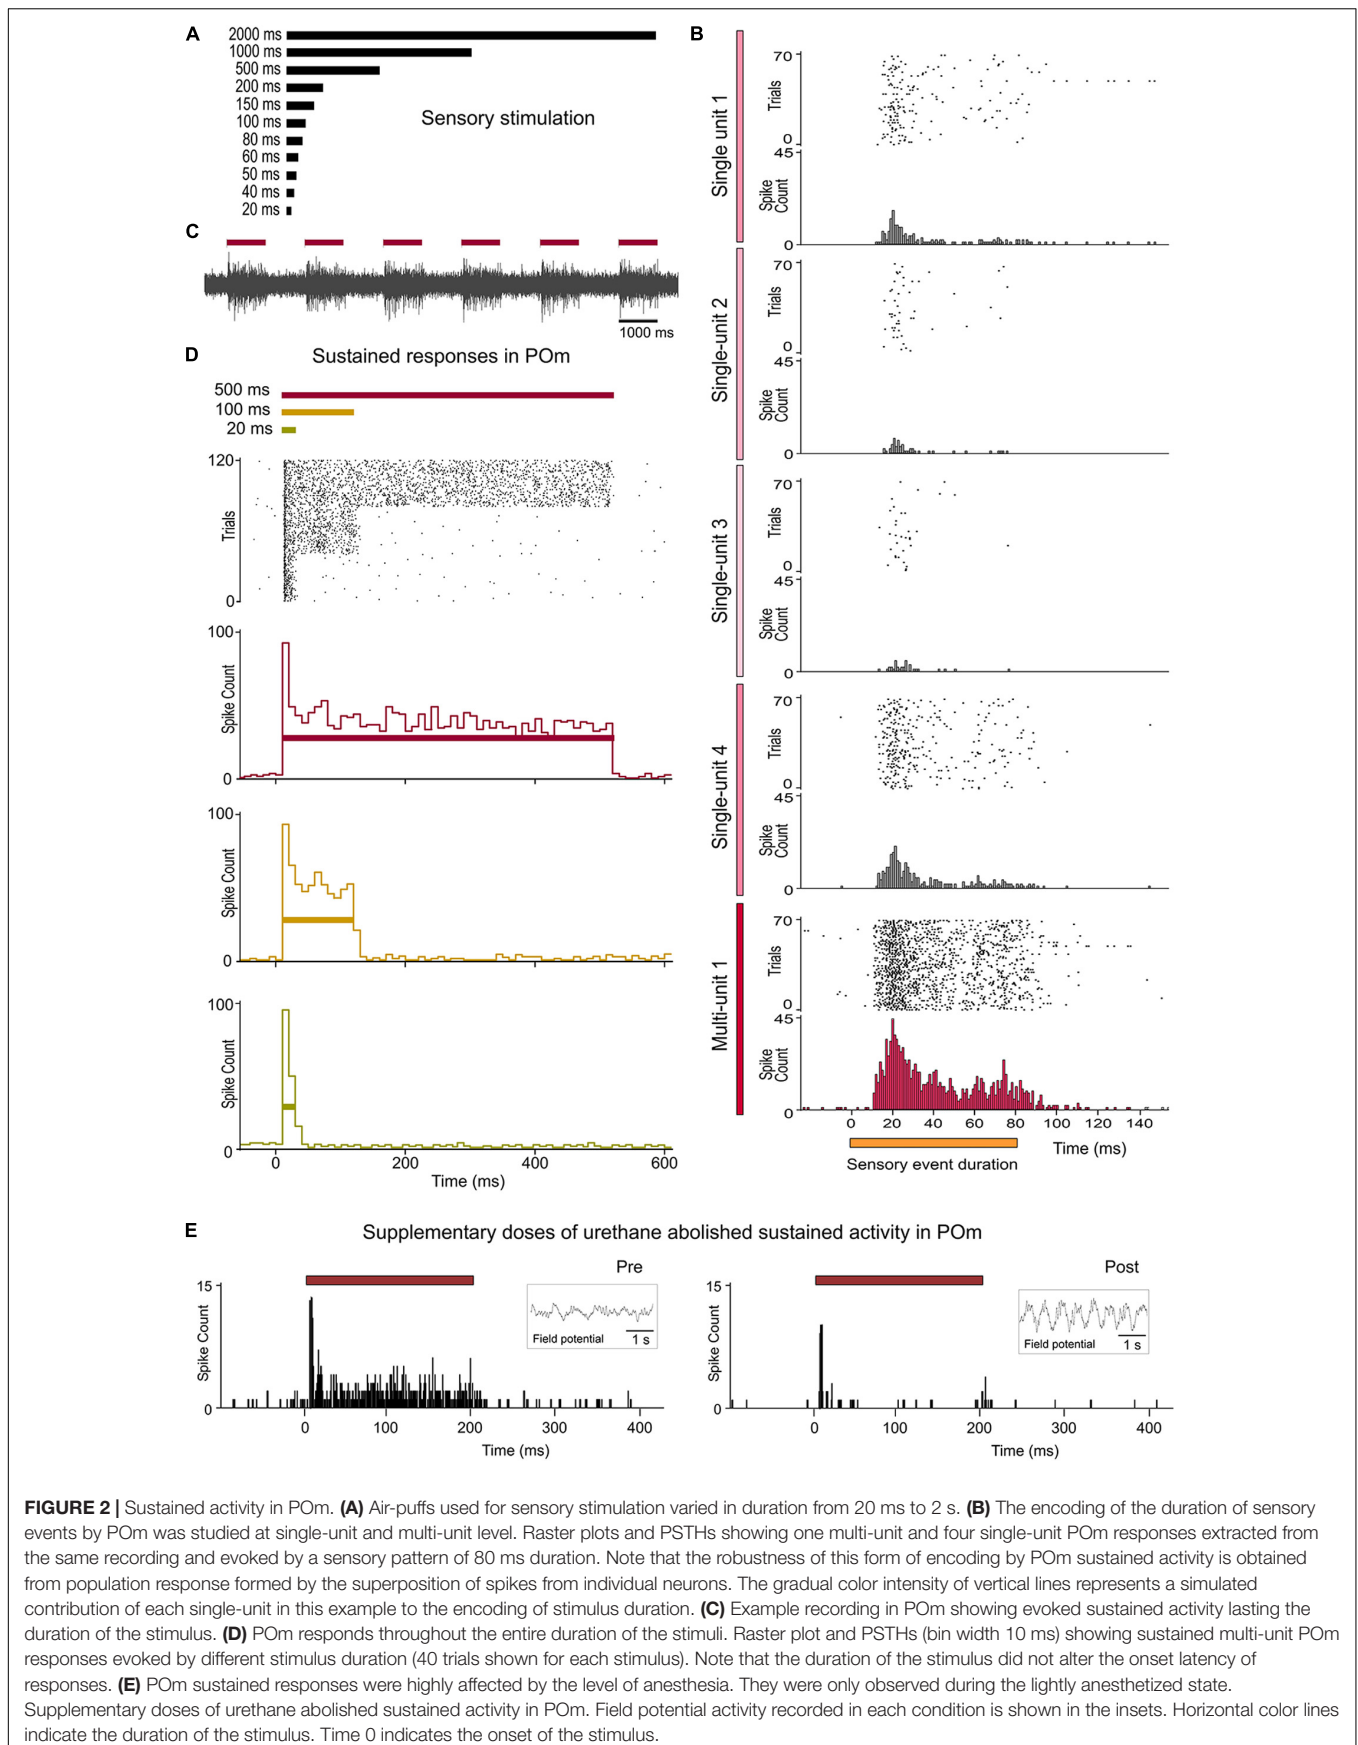 A
2000 ms
1000 ms
500 ms
200 ms
150 ms
100 ms
80 ms
60 ms
50 ms
40 ms
20 ms
Sensory stimulation
C
1000 ms
D
Sustained responses in POm
500 ms
100 ms
20 ms
120
Trials
0
100
Spike Count
0
100
Spike Count
0
100
Spike Count
0
0 200 400 600
Time (ms)
B
Single unit 1
70
Trials
0
45
Spike
Count
0
Single-unit 2
70
Trials
0
45
Spike
Count
0
Single-unit 3
70
Trials
0
45
Spike
Count
0
Single-unit 4
70
Trials
0
45
Spike
Count
0
Multi-unit 1
70
Trials
0
45
Spike
Count
0
0 20 40 60 80 100 120 140
Time (ms)
Sensory event duration
E
Supplementary doses of urethane abolished sustained activity in POm
Pre
15
Spike Count
0
Field potential
1 s
0 100 200 300 400
Time (ms)
Post
15
Spike Count
0
Field potential
1 s
0 100 200 300 400
Time (ms)
FIGURE 2 | Sustained activity in POm. (A) Air-puffs used for sensory stimulation varied in duration from 20 ms to 2 s. (B) The encoding of the duration of sensory
events by POm was studied at single-unit and multi-unit level. Raster plots and PSTHs showing one multi-unit and four single-unit POm responses extracted from
the same recording and evoked by a sensory pattern of 80 ms duration. Note that the robustness of this form of encoding by POm sustained activity is obtained
from population response formed by the superposition of spikes from individual neurons. The gradual color intensity of vertical lines represents a simulated
contribution of each single-unit in this example to the encoding of stimulus duration. (C) Example recording in POm showing evoked sustained activity lasting the
duration of the stimulus. (D) POm responds throughout the entire duration of the stimuli. Raster plot and PSTHs (bin width 10 ms) showing sustained multi-unit POm
responses evoked by different stimulus duration (40 trials shown for each stimulus). Note that the duration of the stimulus did not alter the onset latency of
responses. (E) POm sustained responses were highly affected by the level of anesthesia. They were only observed during the lightly anesthetized state.
Supplementary doses of urethane abolished sustained activity in POm. Field potential activity recorded in each condition is shown in the insets. Horizontal color lines
indicate the duration of the stimulus. Time 0 indicates the onset of the stimulus.